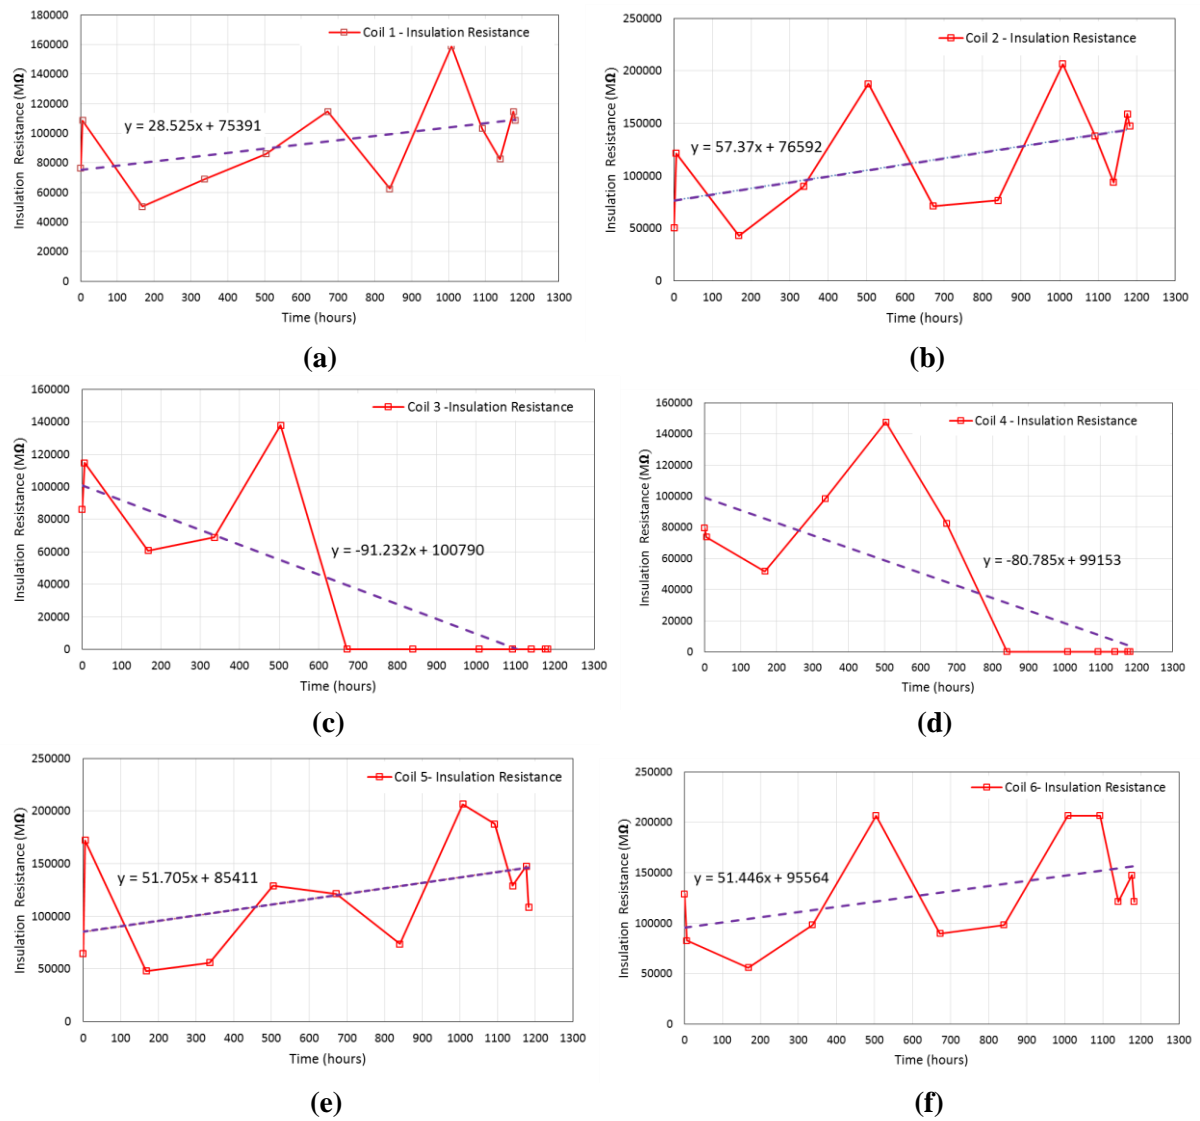 180000
160000
140000
120000
100000
80000
60000
40000
20000
0
Insulation Resistance (MΩ)
Coil 1 - Insulation Resistance
y = 28.525x + 75391
0 100 200 300 400 500 600 700 800 900 1000 1100 1200 1300
Time (hours)
(a)
250000
200000
150000
100000
50000
0
Insulation Resistance (MΩ)
Coil 2 - Insulation Resistance
y = 57.37x + 76592
0 100 200 300 400 500 600 700 800 900 1000 1100 1200 1300
Time (hours)
(b)
160000
140000
120000
100000
80000
60000
40000
20000
0
Insulation Resistance (MΩ)
Coil 3 -Insulation Resistance
y = -91.232x + 100790
0 100 200 300 400 500 600 700 800 900 1000 1100 1200 1300
Time (hours)
(c)
160000
140000
120000
100000
80000
60000
40000
20000
0
Insulation Resistance (MΩ)
Coil 4 - Insulation Resistance
y = -80.785x + 99153
0 100 200 300 400 500 600 700 800 900 1000 1100 1200 1300
Time (hours)
(d)
250000
200000
150000
100000
50000
0
Insulation Resistance (MΩ)
Coil 5- Insulation Resistance
y = 51.705x + 85411
0 100 200 300 400 500 600 700 800 900 1000 1100 1200 1300
Time (hours)
(e)
250000
200000
150000
100000
50000
0
Insulation Resistance (MΩ)
Coil 6- Insulation Resistance
y = 51.446x + 95564
0 100 200 300 400 500 600 700 800 900 1000 1100 1200 1300
Time (hours)
(f)